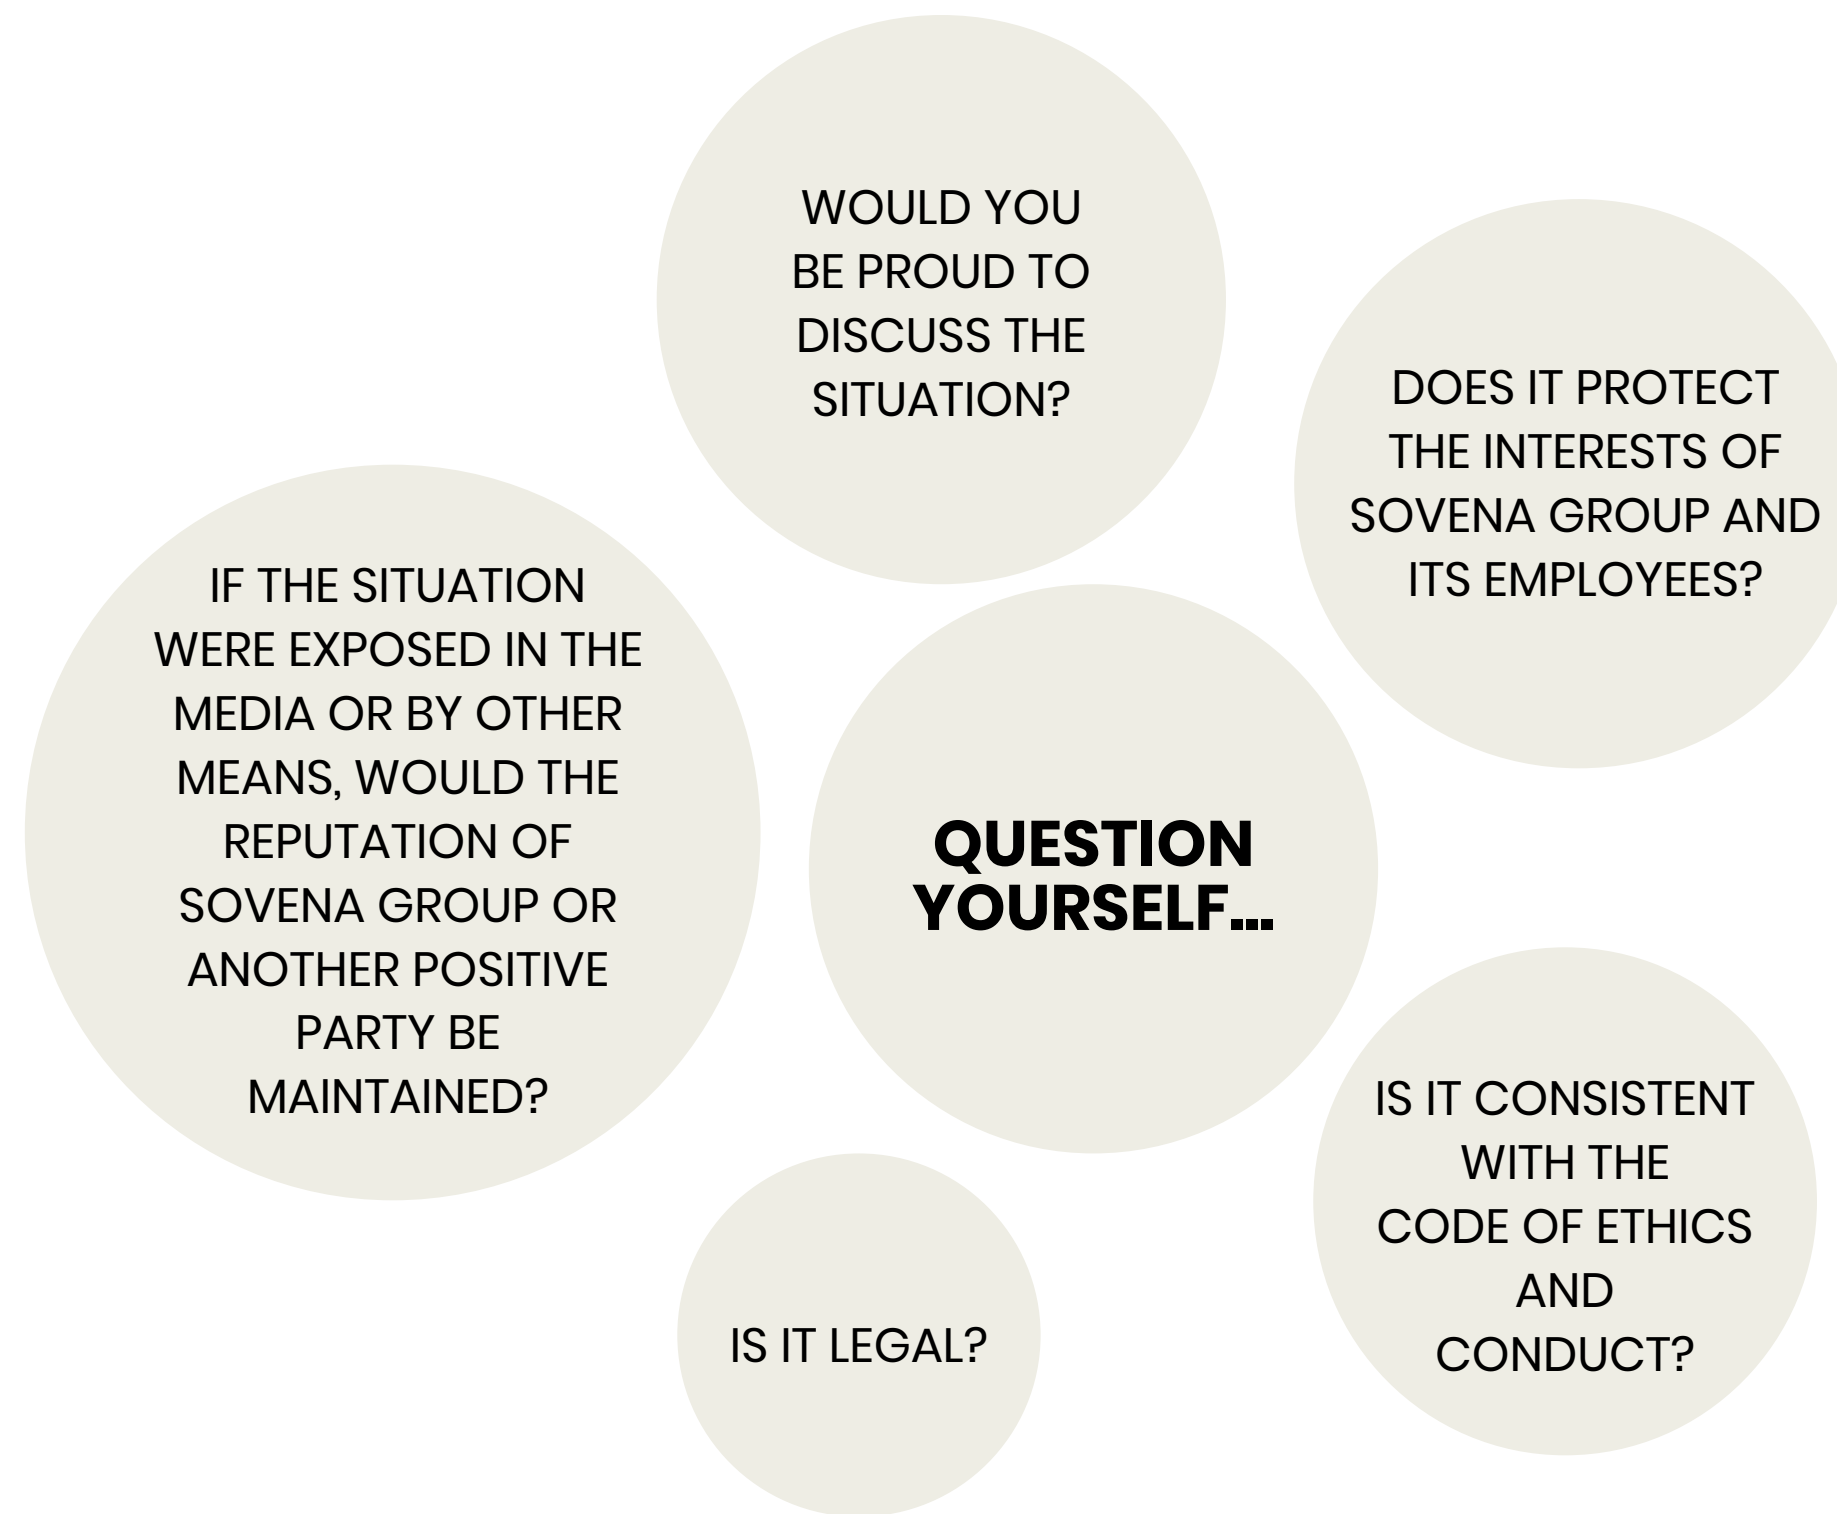 WOULD YOU
BE PROUD TO
DISCUSS THE
SITUATION?
DOES IT PROTECT
THE INTERESTS OF
SOVENA GROUP AND
ITS EMPLOYEES?
IF THE SITUATION
WERE EXPOSED IN THE
MEDIA OR BY OTHER
MEANS, WOULD THE
REPUTATION OF
SOVENA GROUP OR
ANOTHER POSITIVE
PARTY BE
MAINTAINED?
QUESTION
YOURSELF...
IS IT CONSISTENT
WITH THE
CODE OF ETHICS
AND
CONDUCT?
IS IT LEGAL?